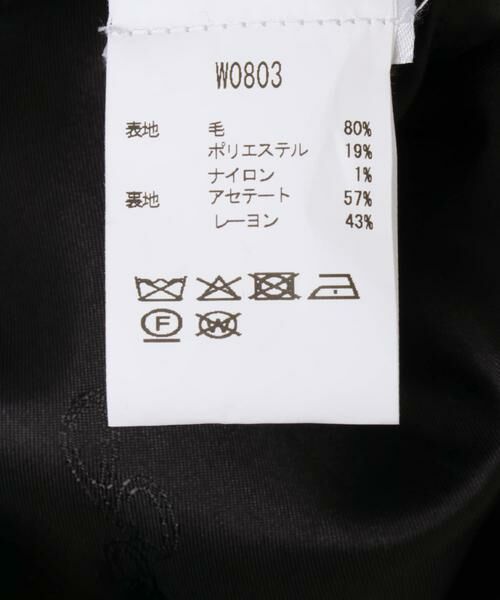 W0803
表地 毛 80%
ポリエステル 19%
ナイロン 1%
裏地 アセテート 57%
レーヨン 43%
F W